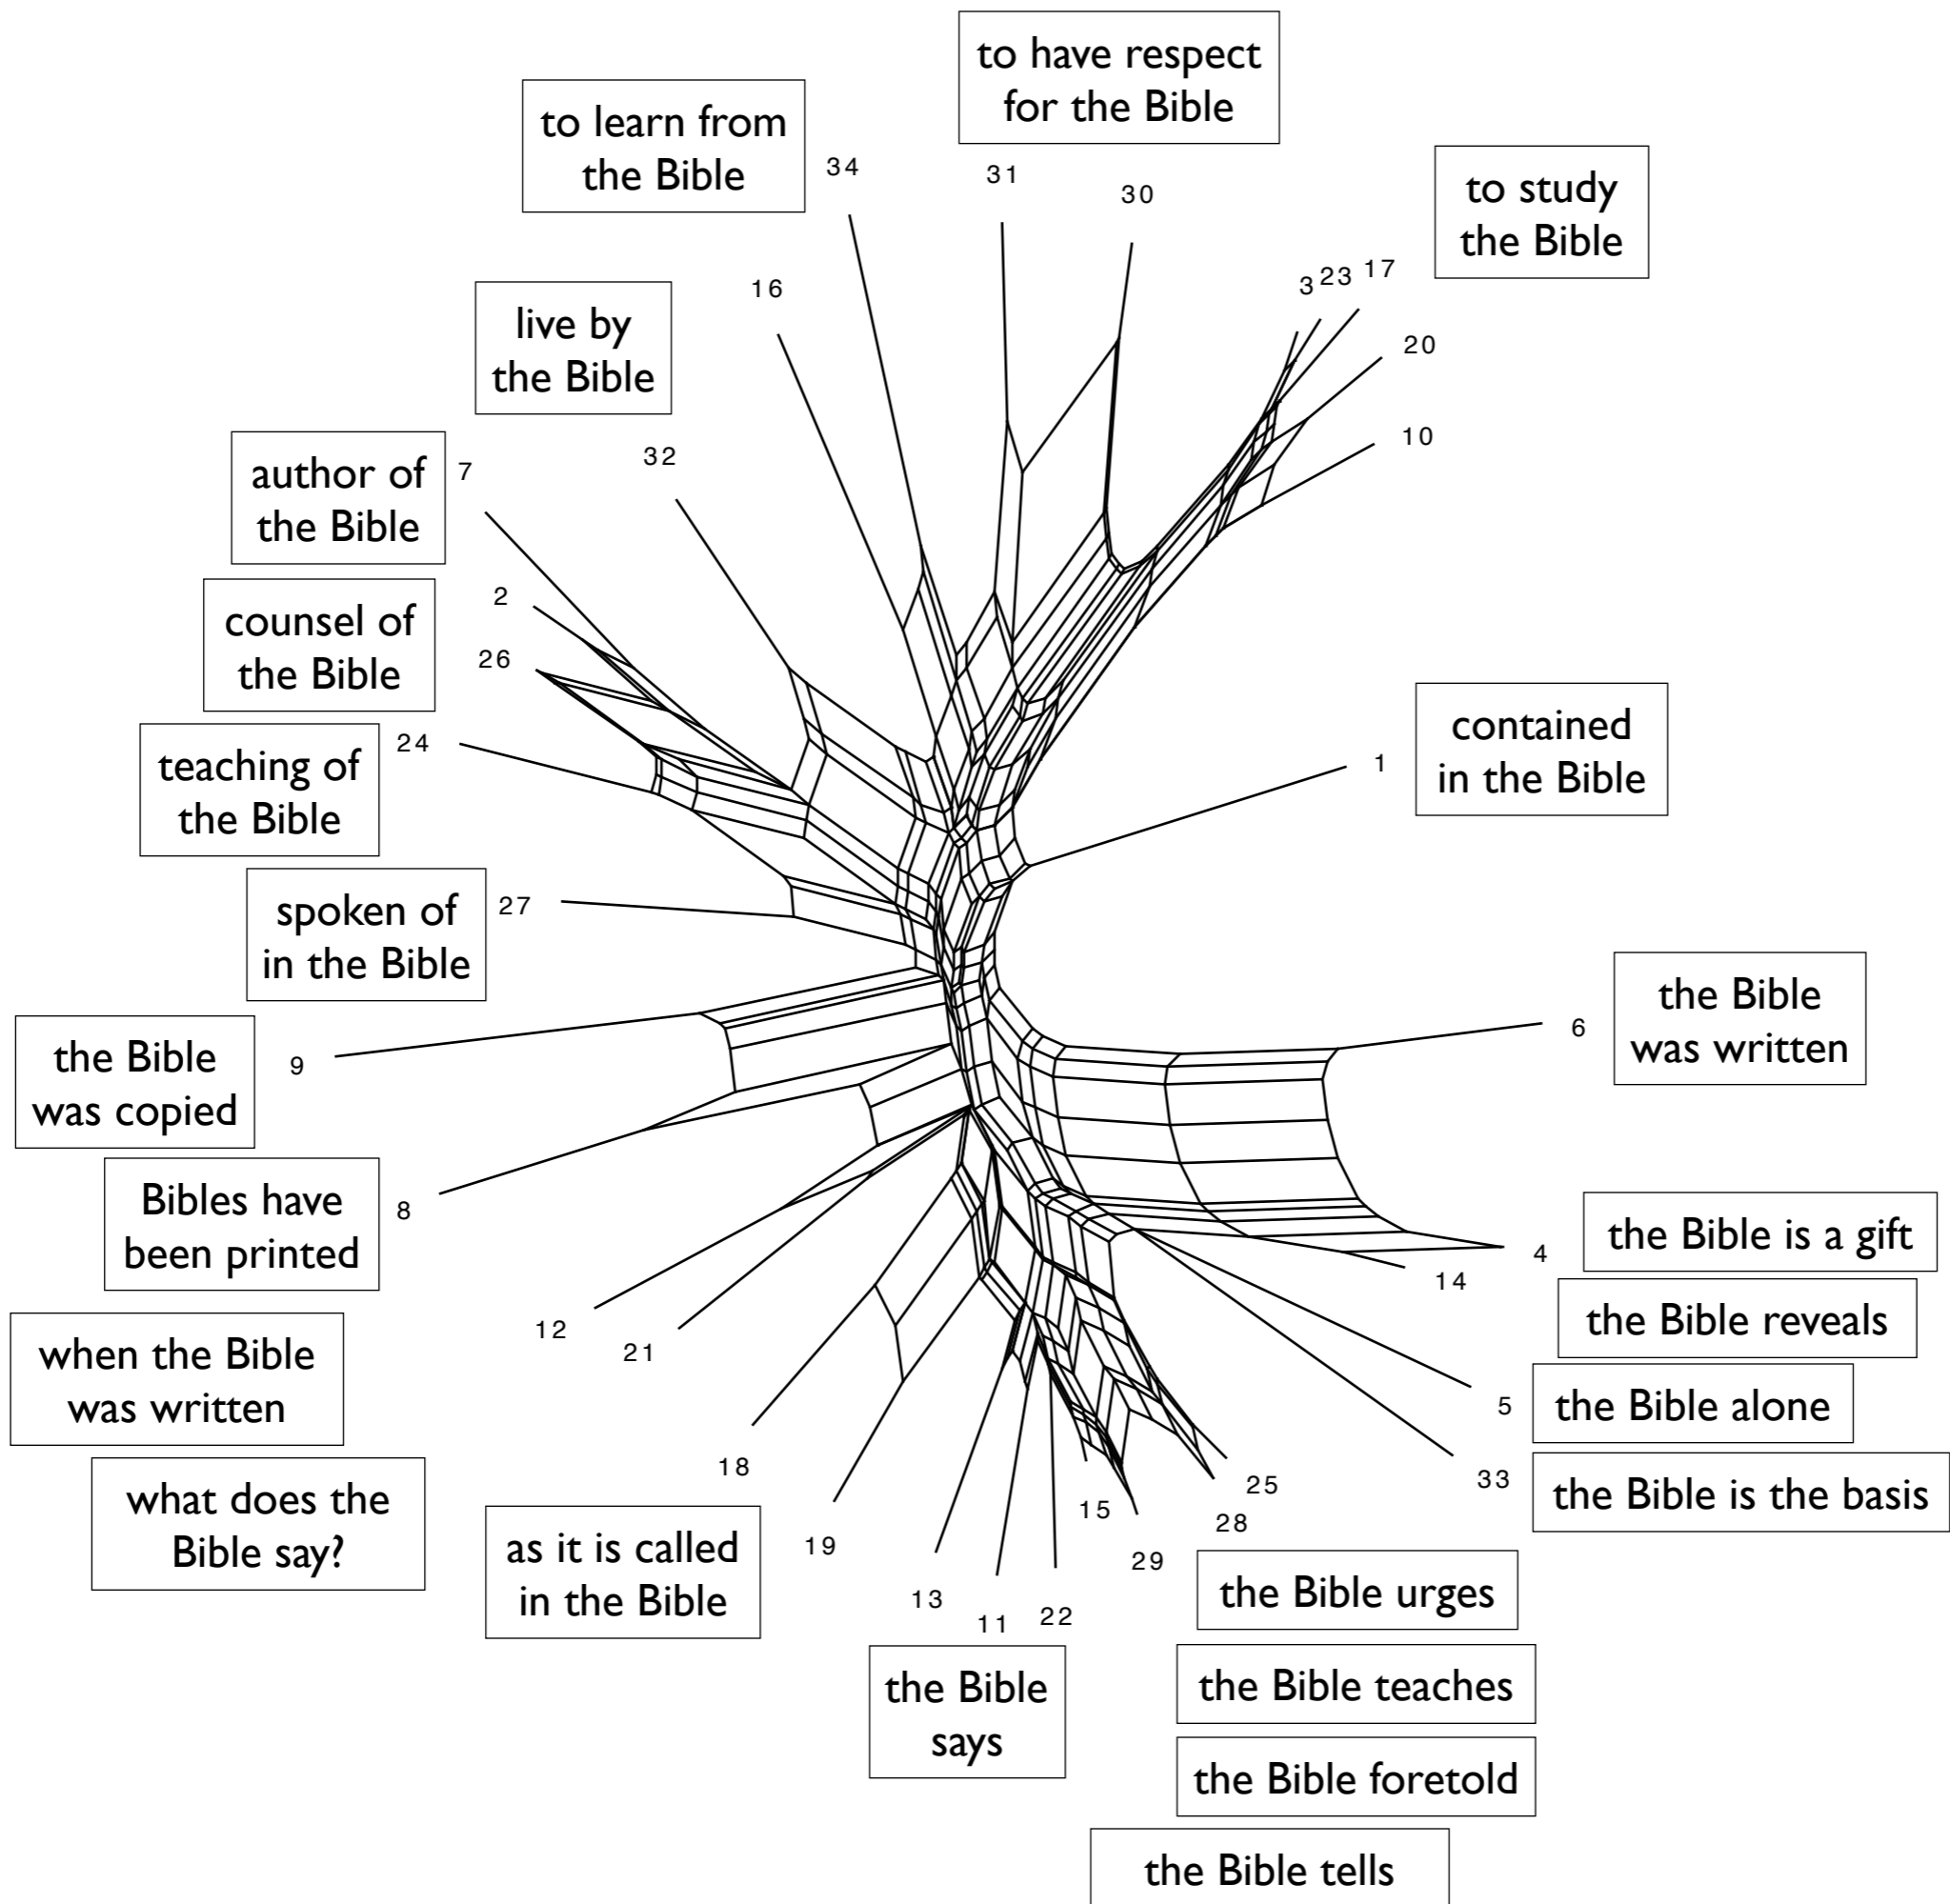 to have respect
for the Bible
to learn from
the Bible
34
31
30
to study
the Bible
3
23
17
16
live by
the Bible
20
10
author of
the Bible
7
32
counsel of
the Bible
2
26
teaching of
the Bible
24
contained
in the Bible
1
spoken of
in the Bible
27
the Bible
was written
6
the Bible
was copied
9
Bibles have
been printed
8
the Bible is a gift
4
14
the Bible reveals
when the Bible
was written
12
21
5
the Bible alone
what does the
Bible say?
18
33
the Bible is the basis
as it is called
in the Bible
19
15
25
28
29
13
11
22
the Bible urges
the Bible
says
the Bible teaches
the Bible foretold
the Bible tells